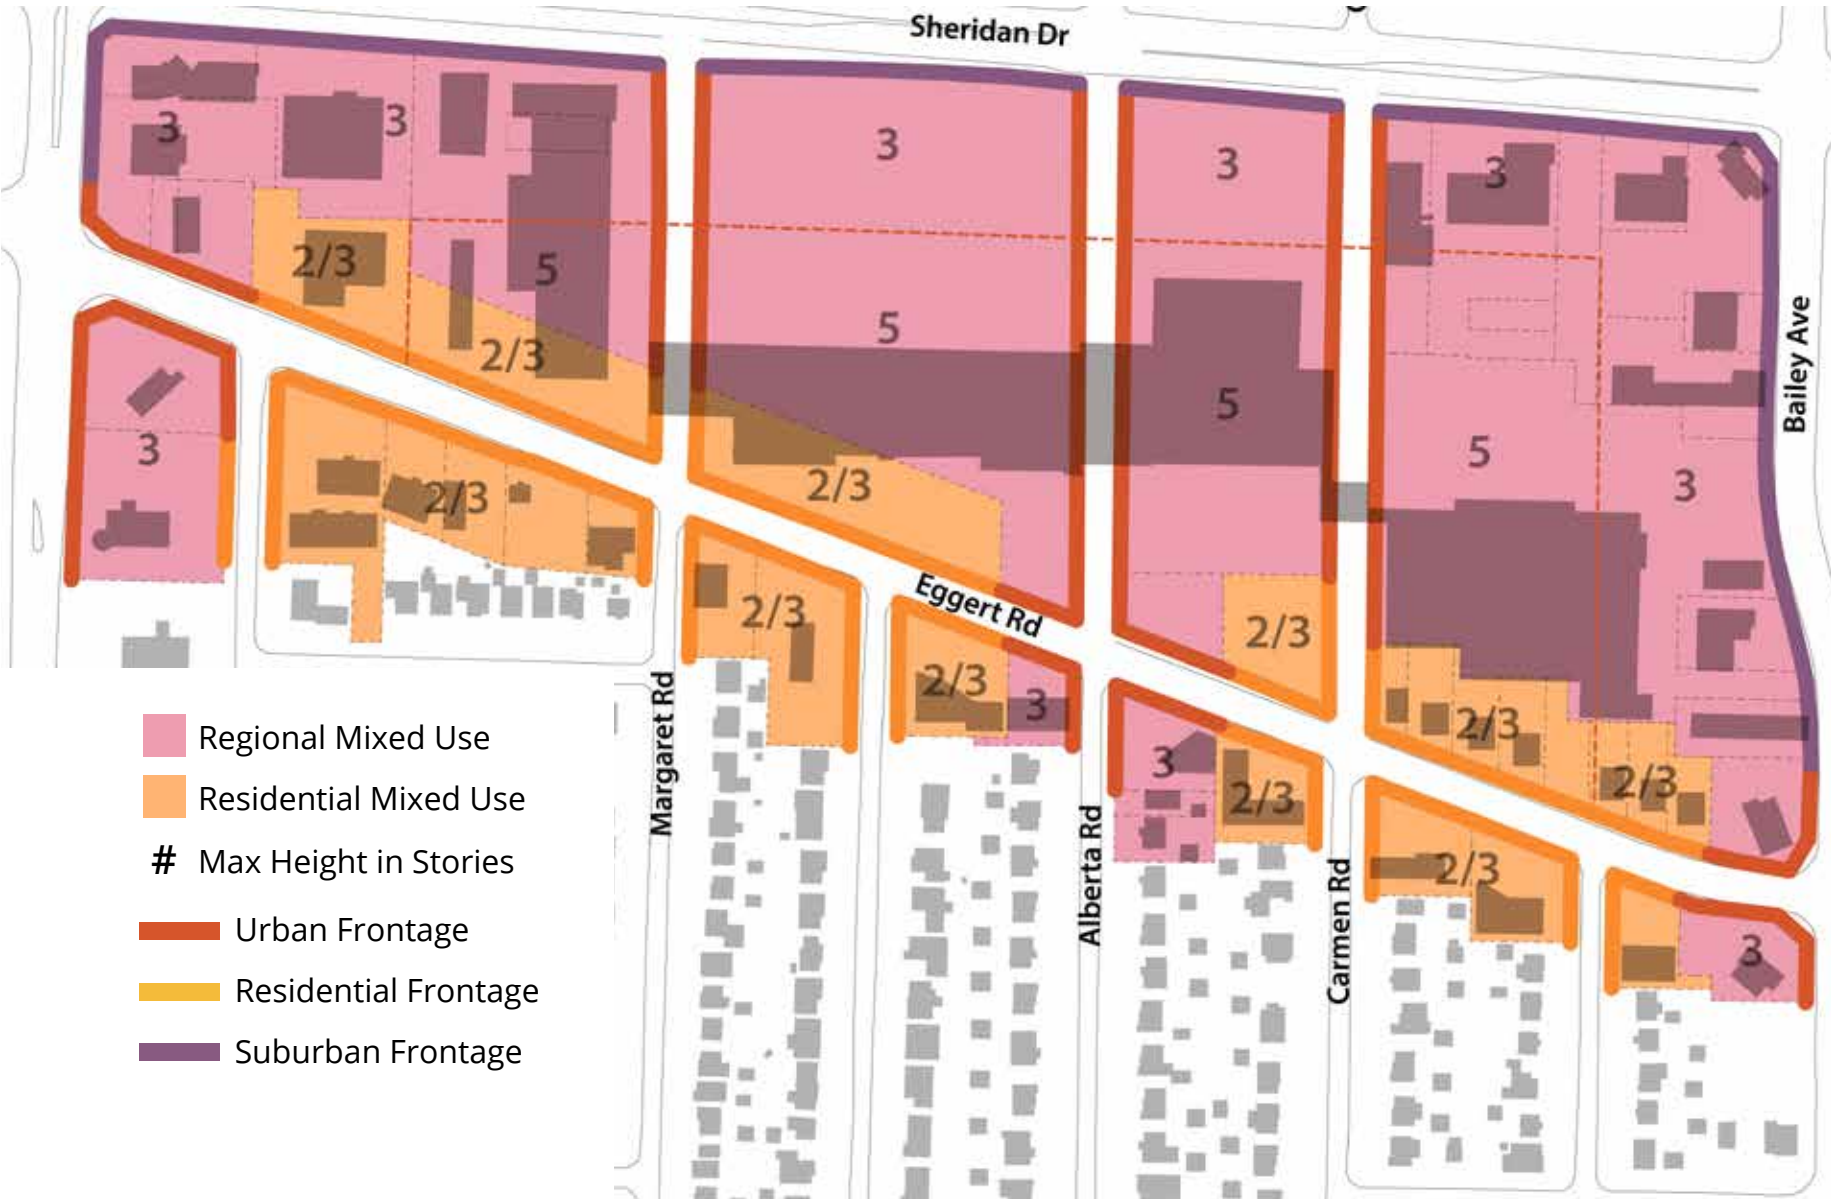 Sheridan Dr
3
3
3
3
3
2/3
5
2/3
5
5
5
3
Bailey Ave
3
2/3
2/3
2/3
Eggert Rd
2/3
2/3
2/3
3
2/3
2/3
3
2/3
2/3
3
Margaret Rd
Alberta Rd
Carmen Rd
Regional Mixed Use
Residential Mixed Use
# Max Height in Stories
Urban Frontage
Residential Frontage
Suburban Frontage